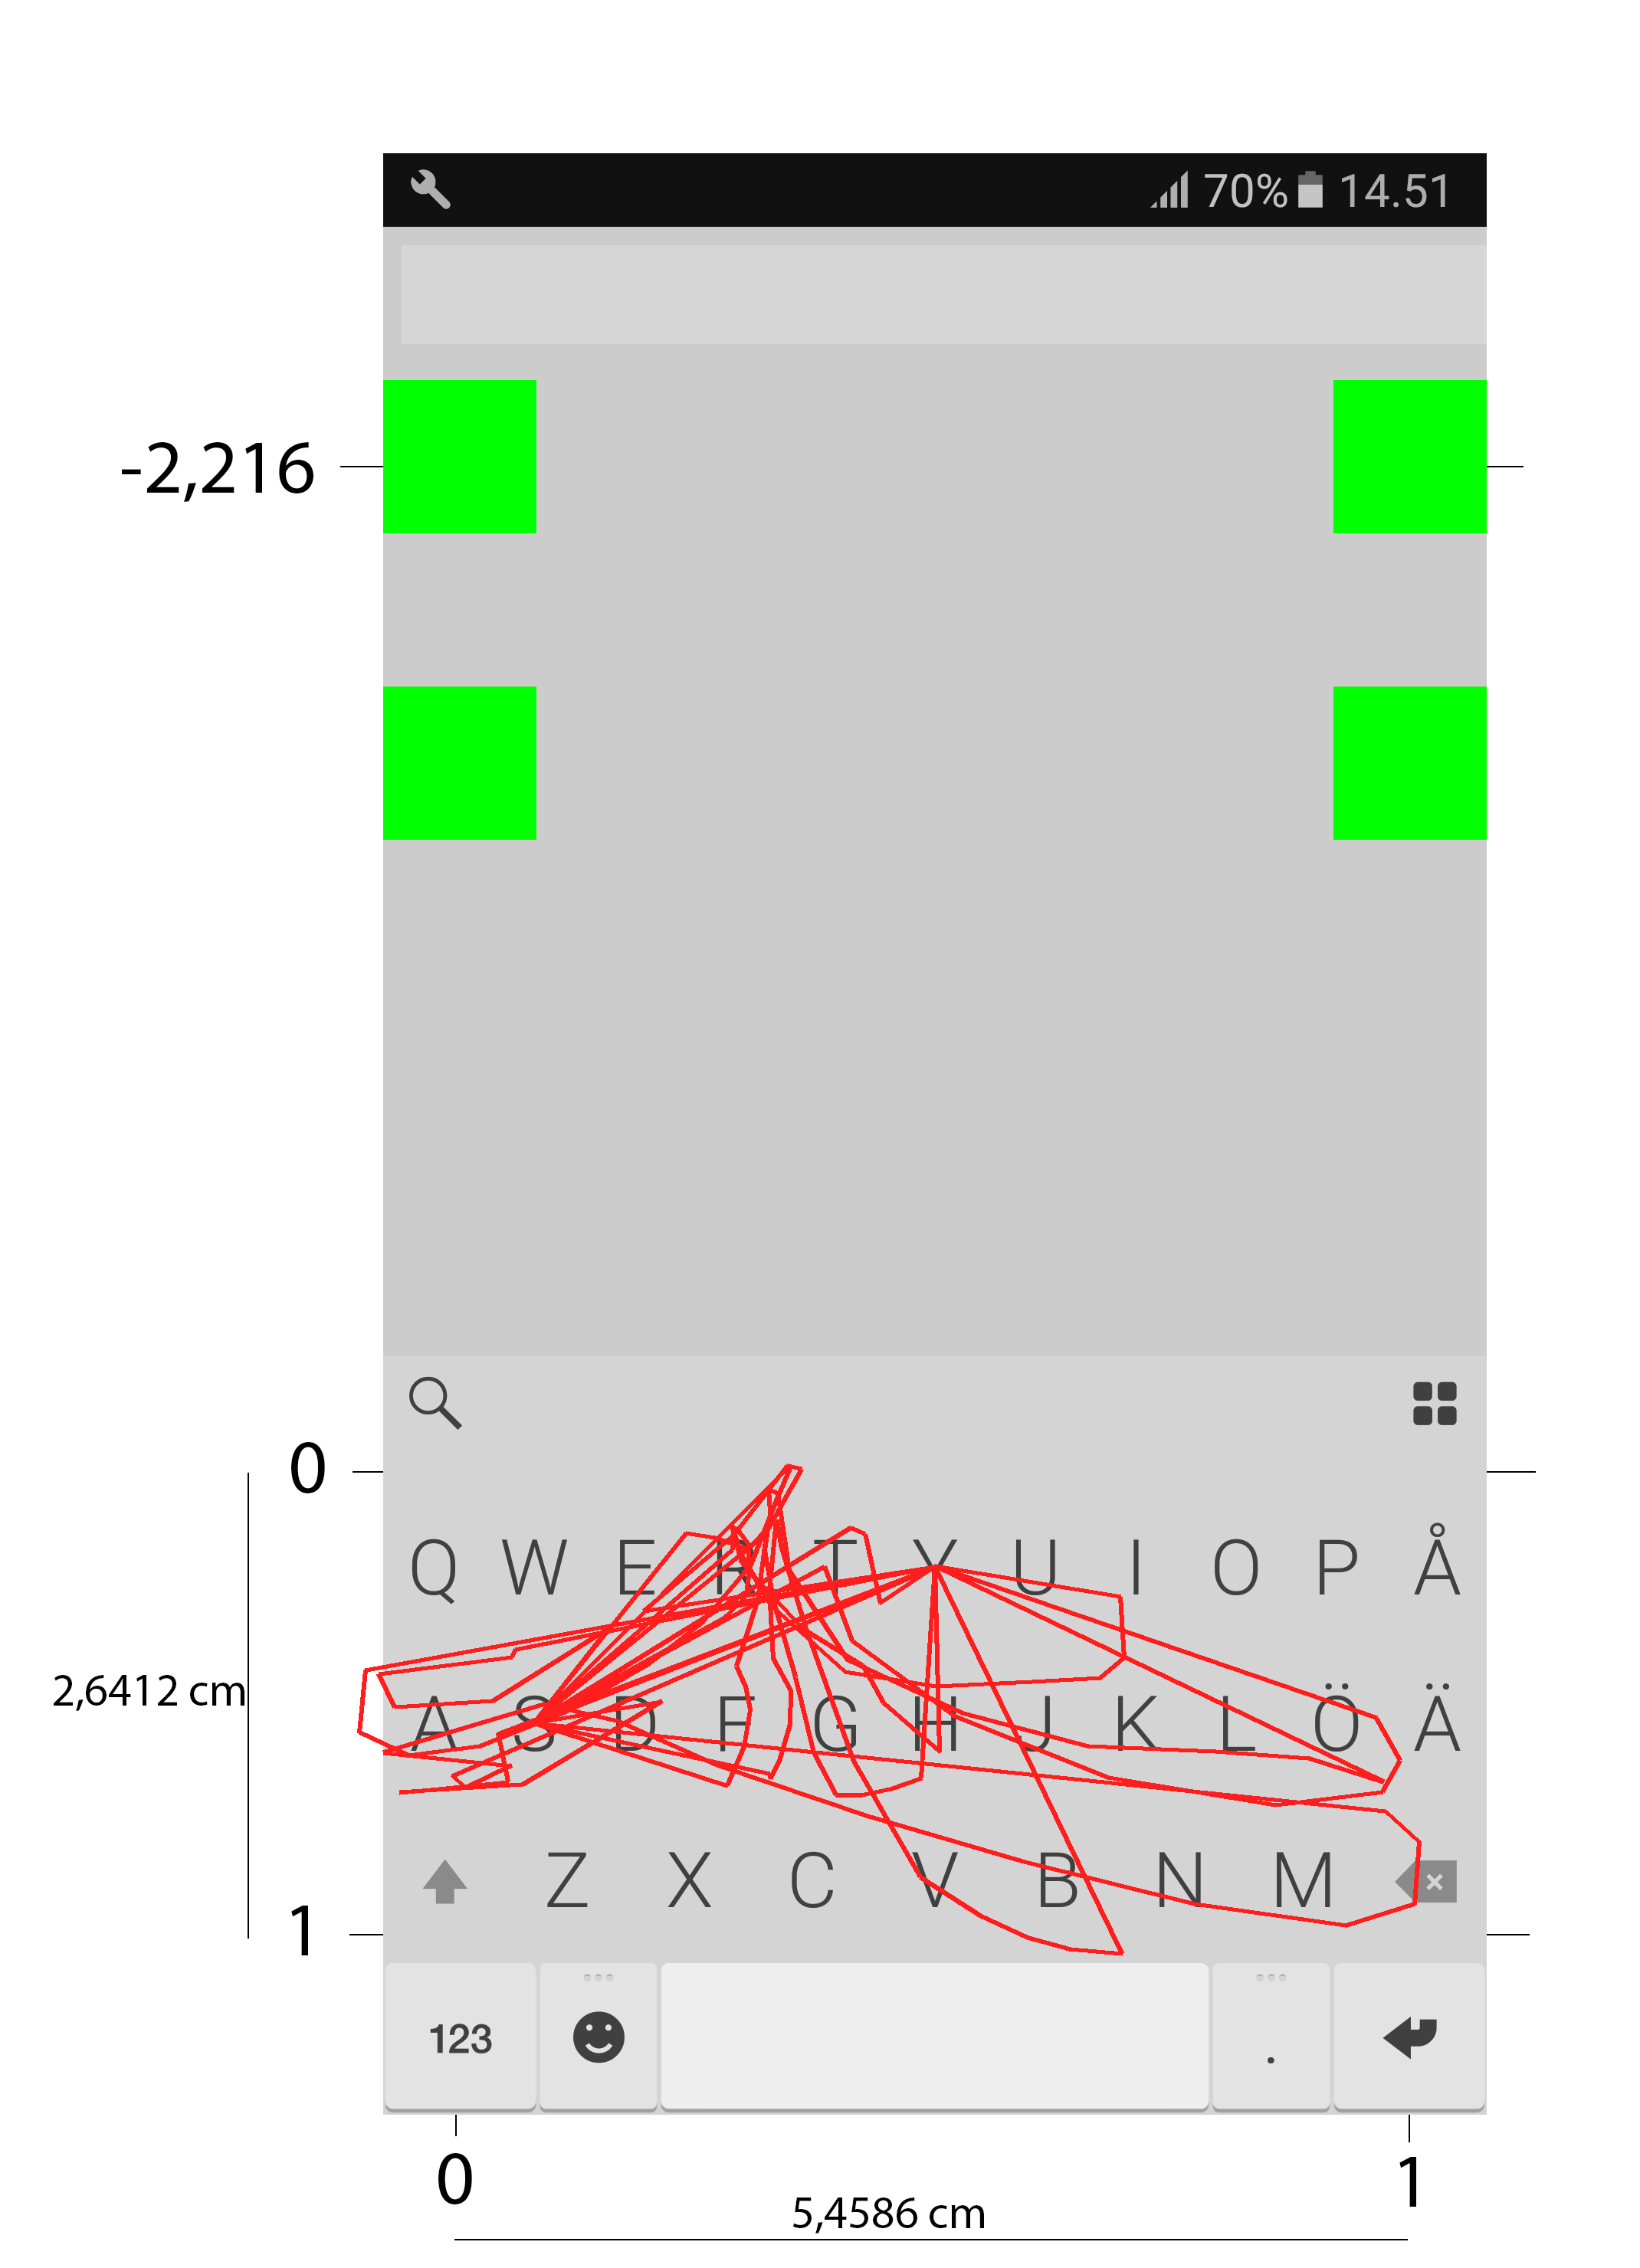 70% 14.51
-2,216
0
Q W E R T Y U I O P Å
2,6412 cm
A S D F G H J K L Ö Ä
Z X C V B N M
1
123 .
0 1
5,4586 cm